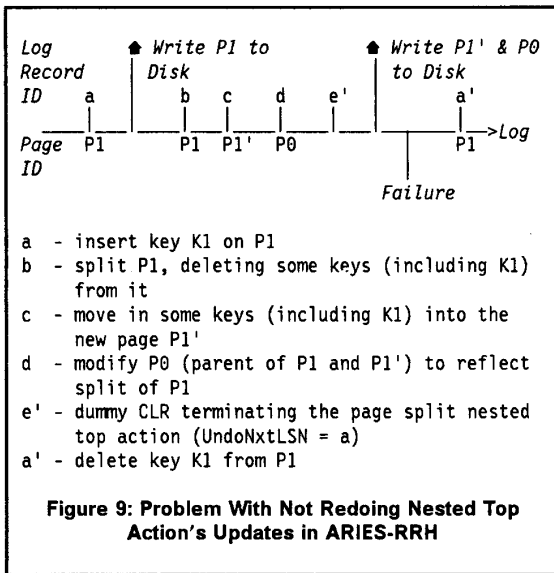 Log ♠ Write P1 to ♠ Write P1' & P0
Record Disk to Disk
ID a b c d e' a'
P1 P1 P1' P0 P1 >Log
Page
ID
Failure
a - insert key K1 on P1
b - split P1, deleting some keys (including K1)
from it
c - move in some keys (including K1) into the
new page P1'
d - modify P0 (parent of P1 and P1') to reflect
split of P1
e' - dummy CLR terminating the page split nested
top action (UndoNxtLSN = a)
a' - delete key K1 from P1
Figure 9: Problem With Not Redoing Nested Top
Action's Updates in ARIES-RRH